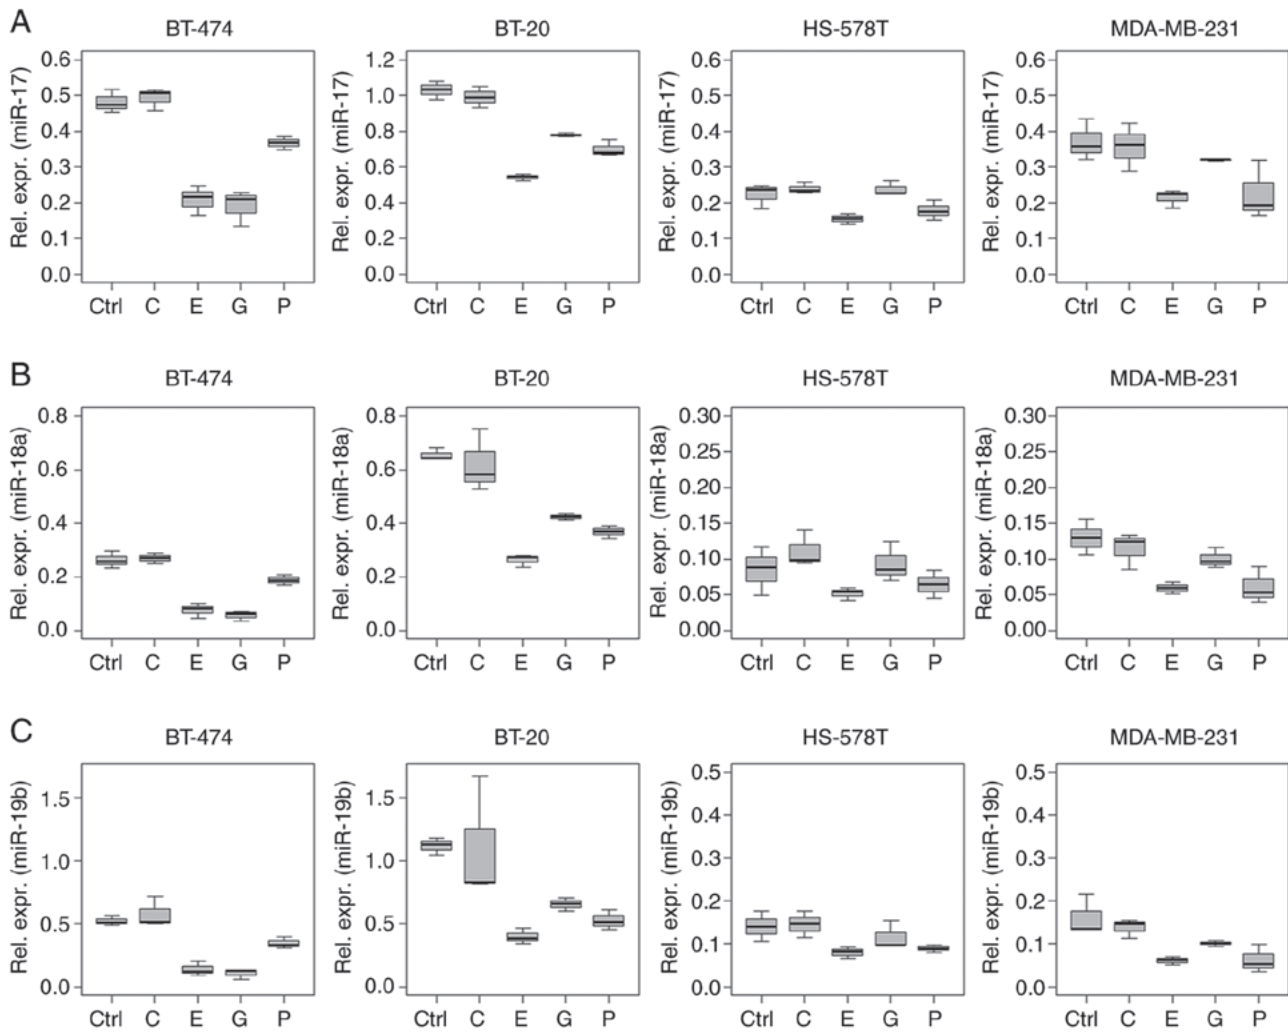 A
BT-474
BT-20
HS-578T
MDA-MB-231
Rel. expr. (miR-17)
0.6
0.5
0.4
0.3
0.2
0.1
0.0
Ctrl C E G P
Rel. expr. (miR-17)
1.2
1.0
0.8
0.6
0.4
0.2
0.0
Ctrl C E G P
Rel. expr. (miR-17)
0.6
0.5
0.4
0.3
0.2
0.1
0.0
Ctrl C E G P
Rel. expr. (miR-17)
0.6
0.5
0.4
0.3
0.2
0.1
0.0
Ctrl C E G P
B
BT-474
BT-20
HS-578T
MDA-MB-231
Rel. expr. (miR-18a)
0.8
0.6
0.4
0.2
0.0
Ctrl C E G P
Rel. expr. (miR-18a)
0.8
0.6
0.4
0.2
0.0
Ctrl C E G P
Rel. expr. (miR-18a)
0.30
0.25
0.20
0.15
0.10
0.05
0.00
Ctrl C E G P
Rel. expr. (miR-18a)
0.30
0.25
0.20
0.15
0.10
0.05
0.00
Ctrl C E G P
C
BT-474
BT-20
HS-578T
MDA-MB-231
Rel. expr. (miR-19b)
1.5
1.0
0.5
0.0
Ctrl C E G P
Rel. expr. (miR-19b)
1.5
1.0
0.5
0.0
Ctrl C E G P
Rel. expr. (miR-19b)
0.5
0.4
0.3
0.2
0.1
0.0
Ctrl C E G P
Rel. expr. (miR-19b)
0.5
0.4
0.3
0.2
0.1
0.0
Ctrl C E G P